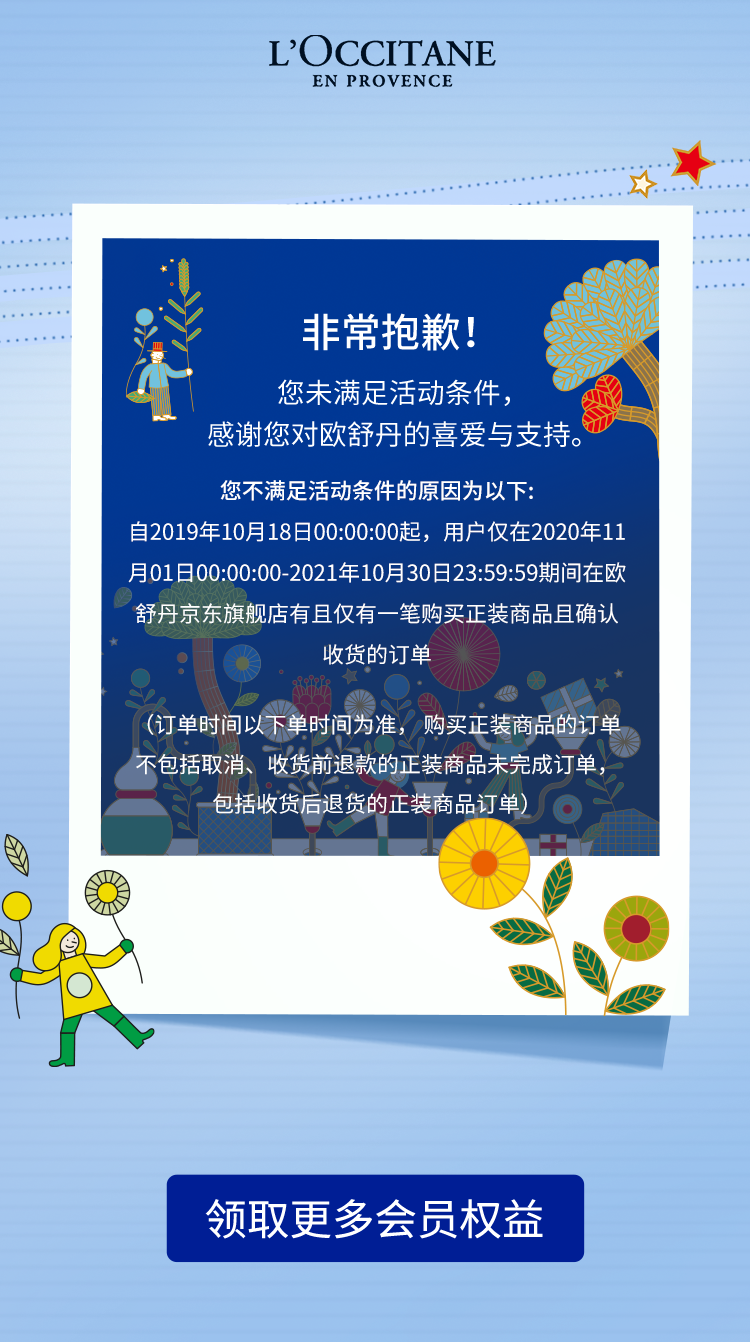 L'OCCITANE
EN PROVENCE
非常抱歉！
您未满足活动条件，
感谢您对欧舒丹的喜爱与支持。
您不满足活动条件的原因为以下:
自2019年10月18日00:00:00起，用户仅在2020年11
月01日00:00:00-2021年10月30日23:59:59期间在欧
舒丹京东旗舰店有且仅有一笔购买正装商品且确认
收货的订单
（订单时间以下单时间为准， 购买正装商品的订单
不包括取消、收货前退款的正装商品未完成订单，
包括收货后退货的正装商品订单）
领取更多会员权益